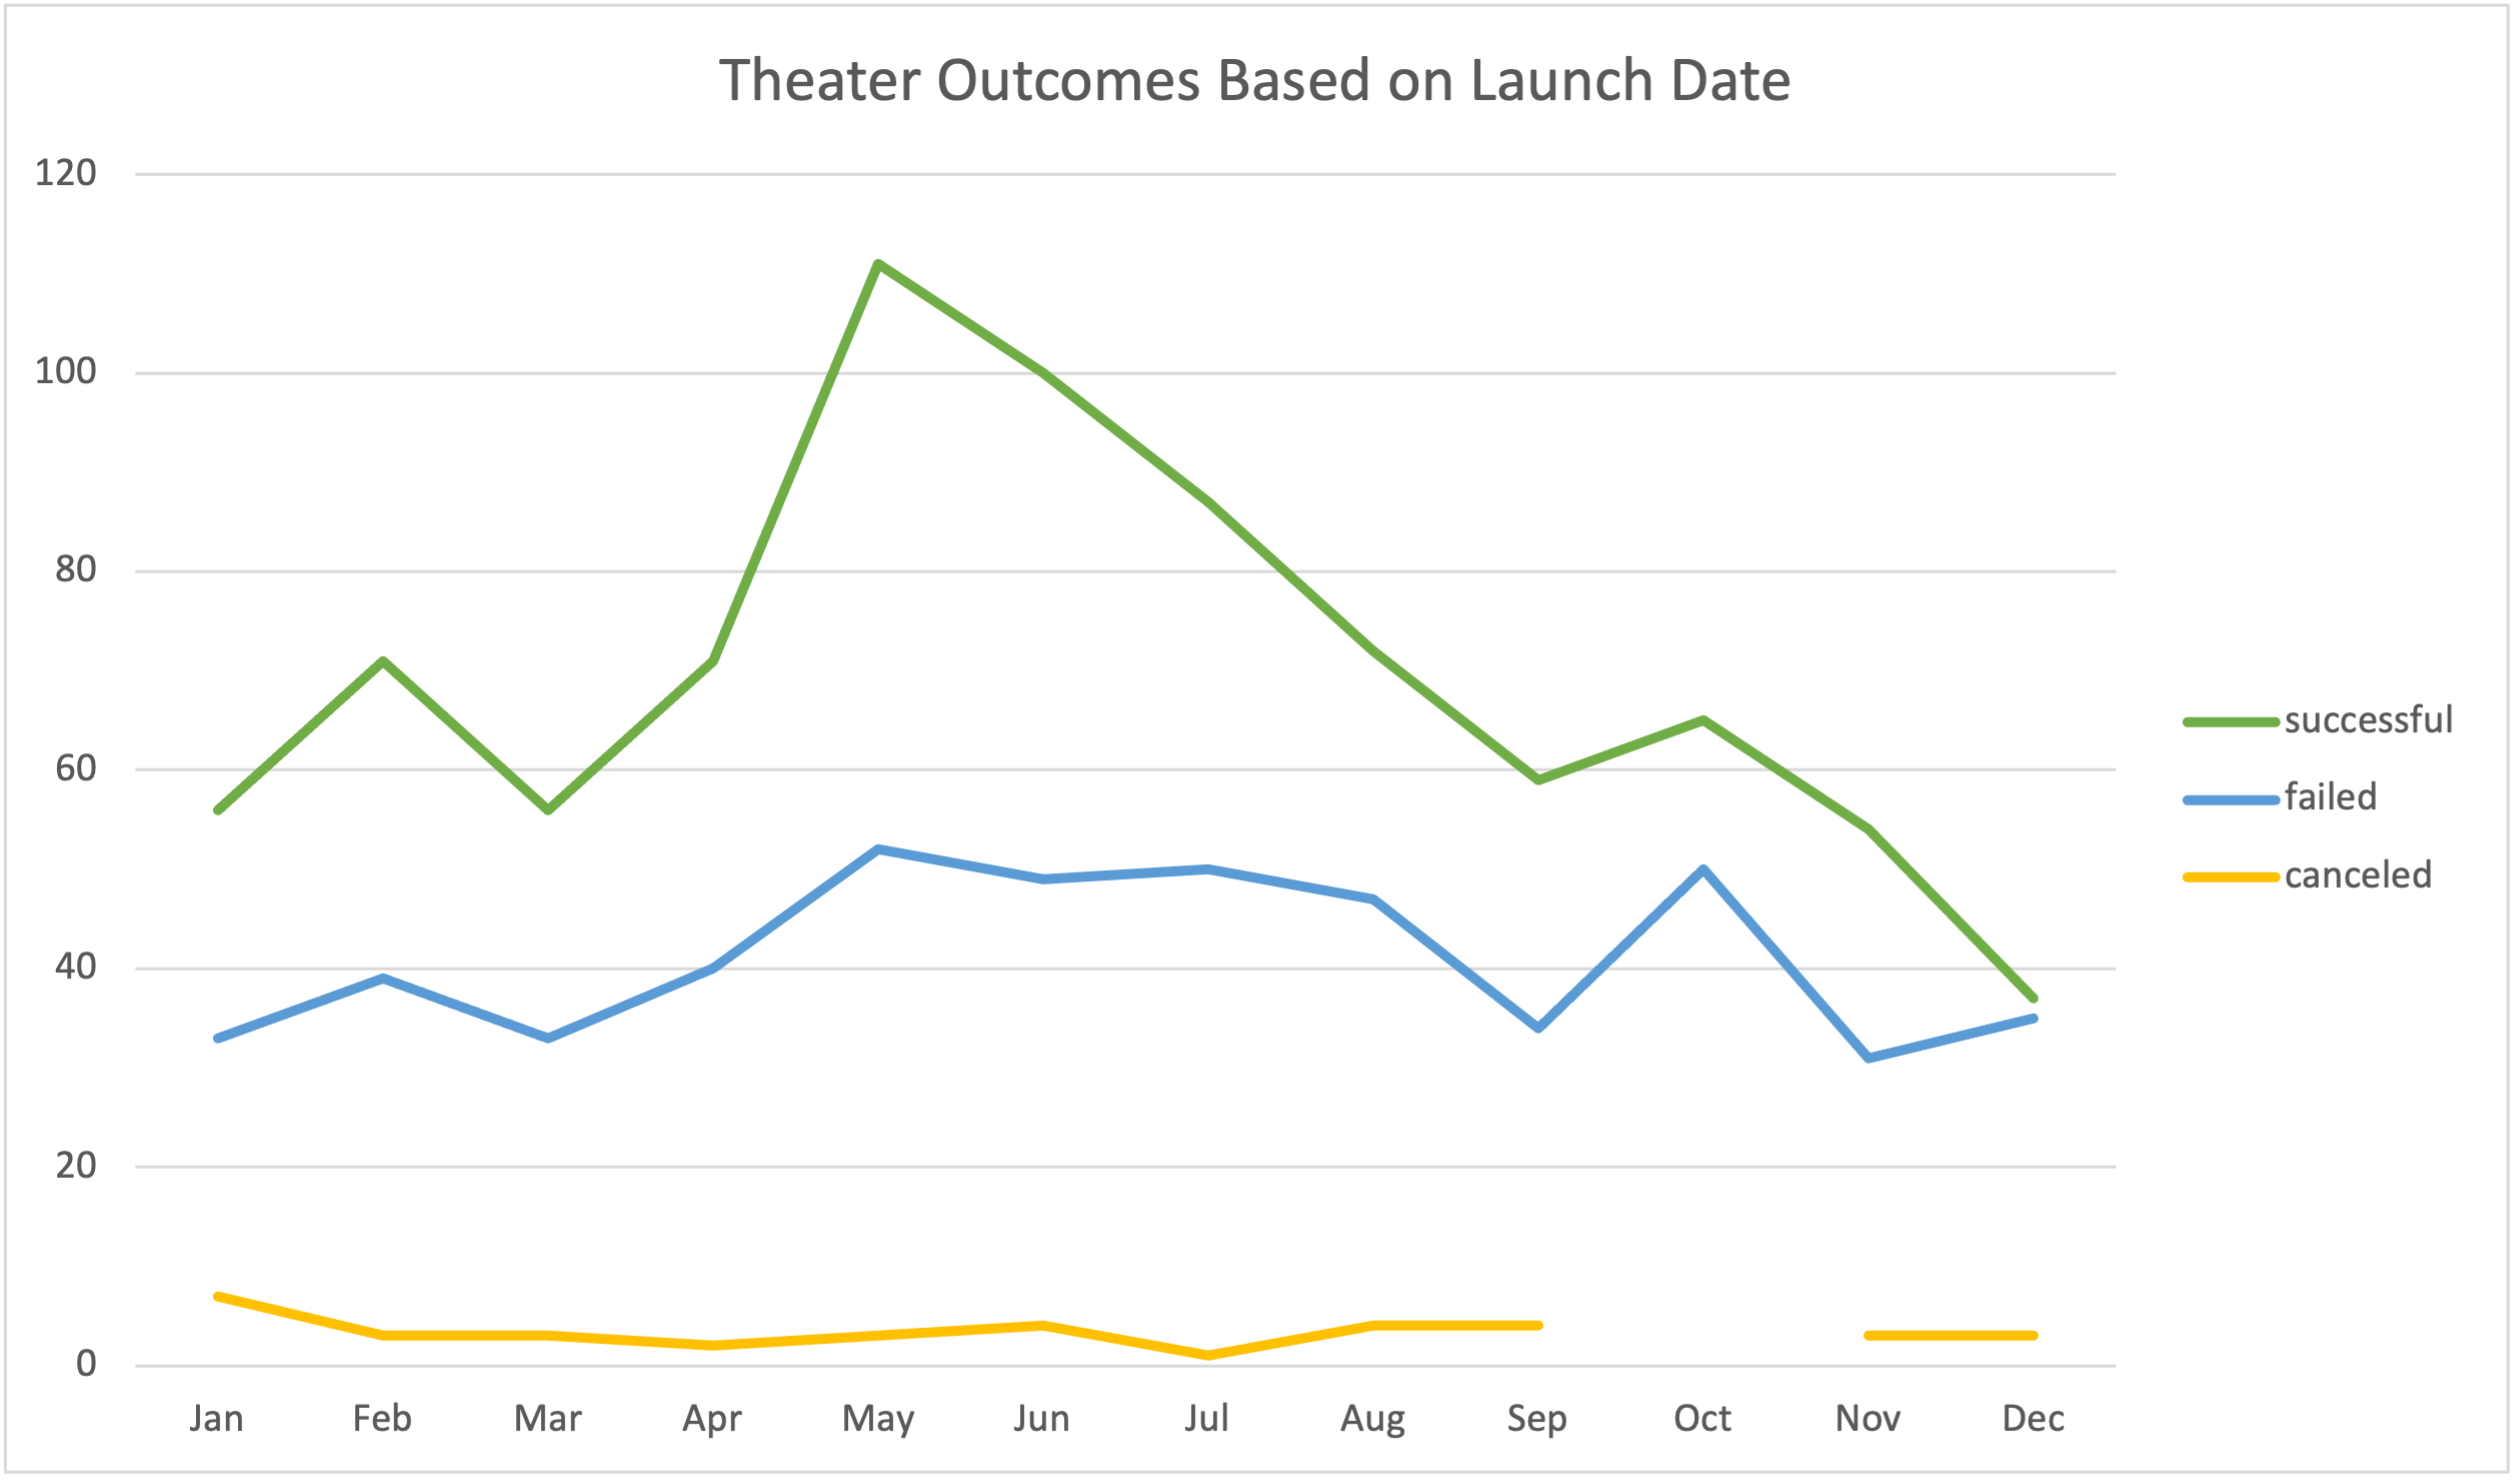 Theater Outcomes Based on Launch Date
120
100
80
60
40
20
0
Jan Feb Mar Apr May Jun Jul Aug Sep Oct Nov Dec
successful
failed
canceled